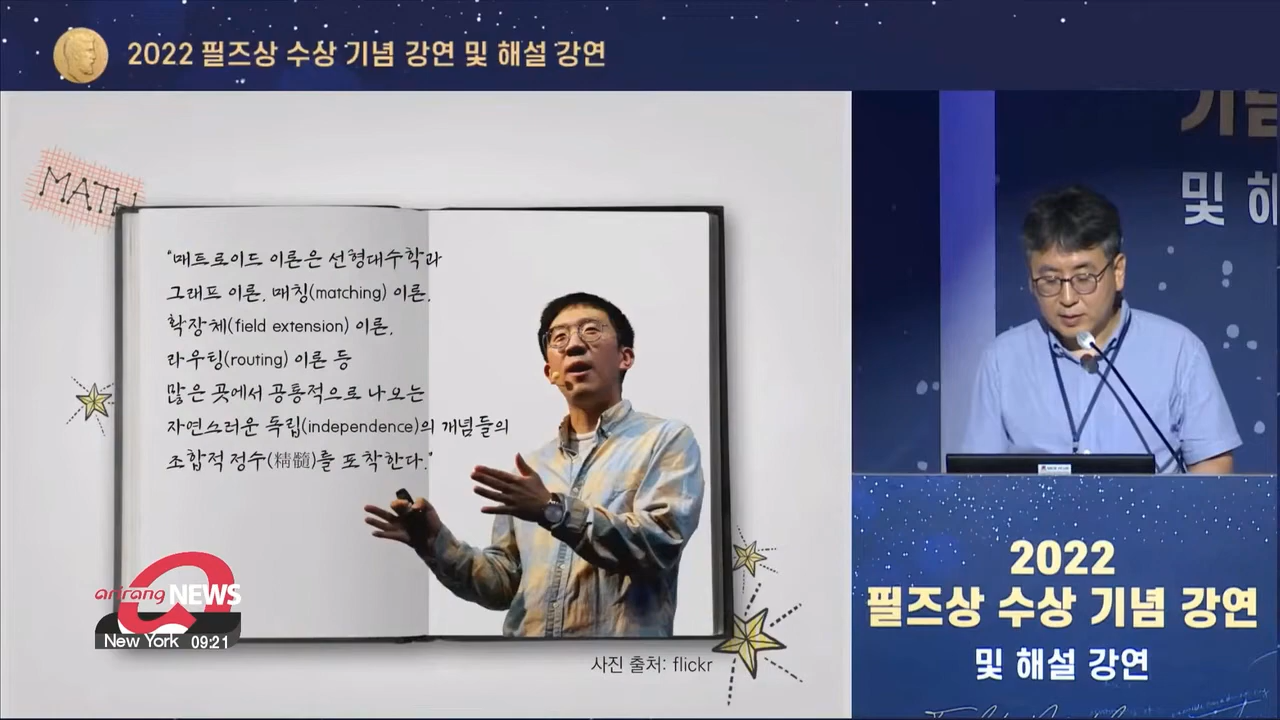 2022 필즈상 수상 기념 강연 및 해설 강연
MATH
“매트로이드 이론은 선형대수학과
그래프 이론, 매칭(matching) 이론,
확장체(field extension) 이론,
라우팅(routing) 이론 등
많은 곳에서 공통적으로 나오는
자연스러운 독립(independence)의 개념들의
조합적 정수(精髓)를 포착한다.”
사진 출처: flickr
arirang NEWS
New York 09:21
및 해
2022
필즈상 수상 기념 강연
및 해설 강연